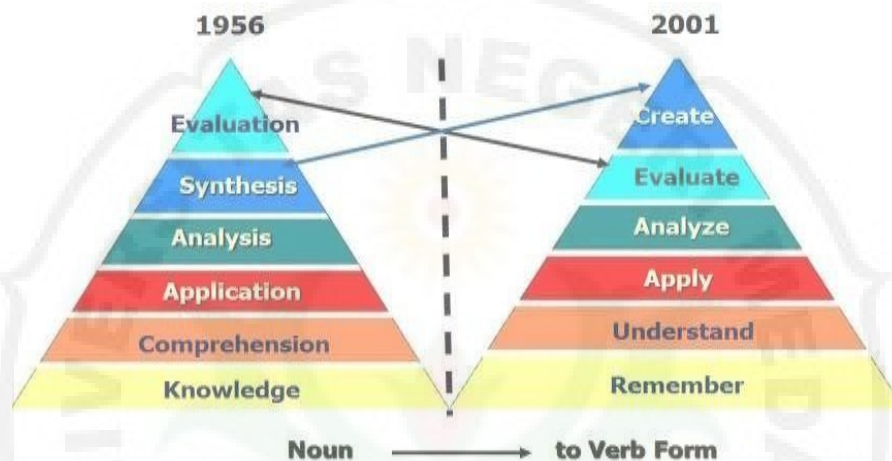 1956
2001
Evaluation
Synthesis
Analysis
Application
Comprehension
Knowledge
Create
Evaluate
Analyze
Apply
Understand
Remember
Noun to Verb Form